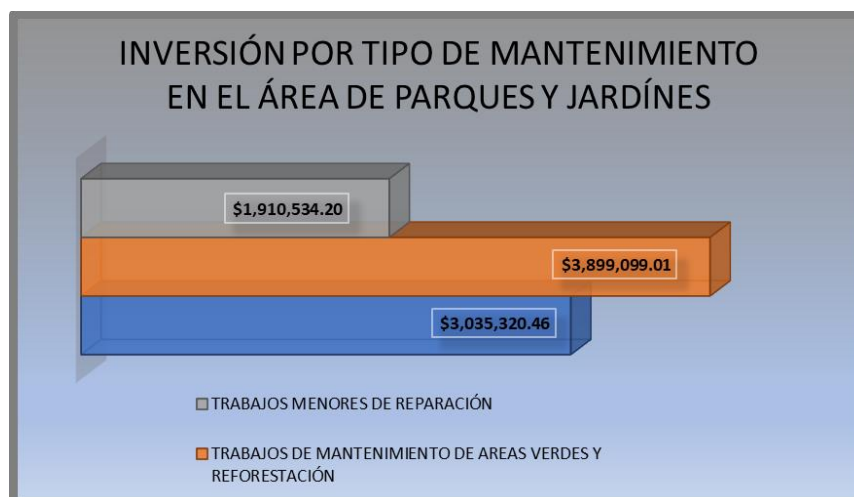 INVERSIÓN POR TIPO DE MANTENIMIENTO
EN EL ÁREA DE PARQUES Y JARDÍNES
$1,910,534.20
$3,899,099.01
$3,035,320.46
TRABAJOS MENORES DE REPARACIÓN
TRABAJOS DE MANTENIMIENTO DE AREAS VERDES Y
REFORESTACIÓN